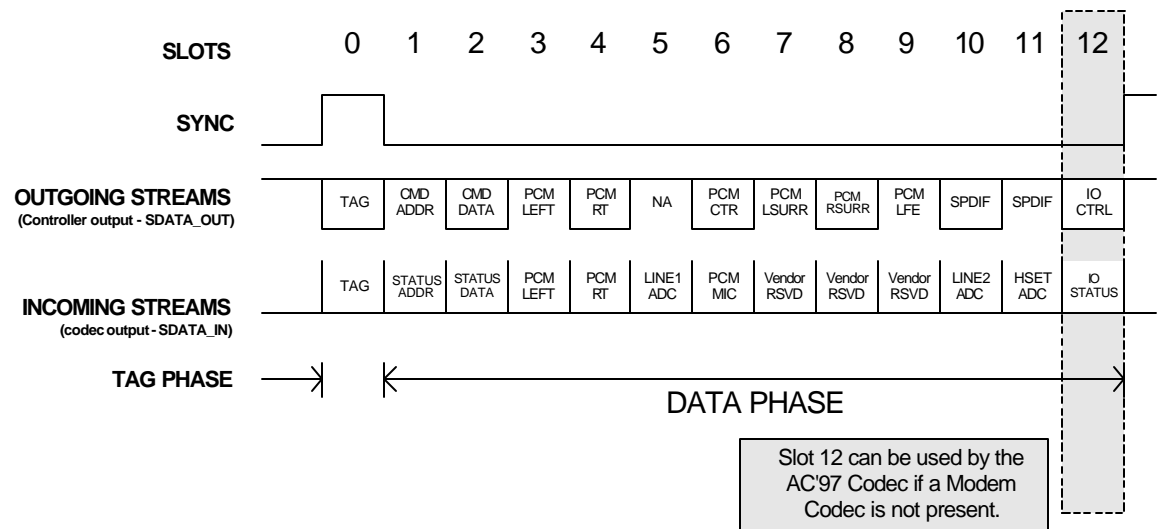 SLOTS 0 1 2 3 4 5 6 7 8 9 10 11 12
SYNC
OUTGOING STREAMS
(Controller output - SDATA_OUT)
TAG
CMD
ADDR
CMD
DATA
PCM
LEFT
PCM
RT
NA
PCM
CTR
PCM
LSURR
PCM
RSURR
PCM
LFE
SPDIF
SPDIF
IO
CTRL
INCOMING STREAMS
(codec output - SDATA_IN)
TAG
STATUS
ADDR
STATUS
DATA
PCM
LEFT
PCM
RT
LINE1
ADC
PCM
MIC
Vendor
RSVD
Vendor
RSVD
Vendor
RSVD
LINE2
ADC
HSET
ADC
IO
STATUS
TAG PHASE
DATA PHASE
Slot 12 can be used by the
AC'97 Codec if a Modem
Codec is not present.